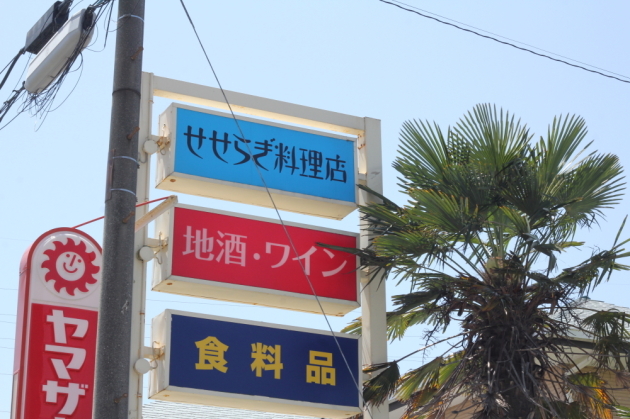 せせらぎ料理店
地酒・ワイン
食料品
ヤマザ